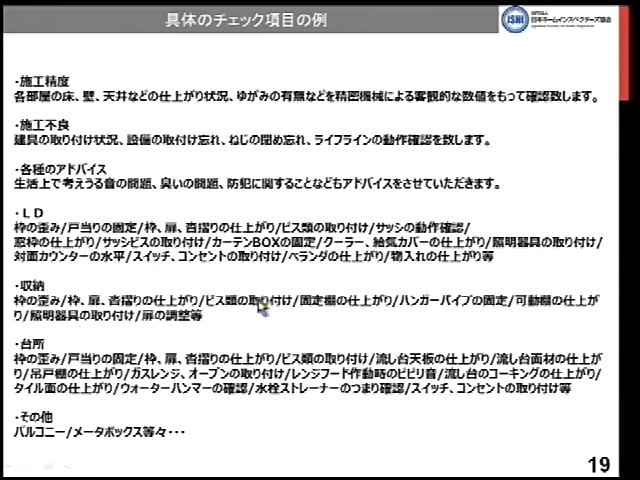 具体のチェック項目の例
JSHI
日本ホームインスペクターズ協会
・施工精度
各部屋の床、壁、天井などの仕上がり状況、ゆがみの有無などを精密機械による客観的な数値をもって確認致します。
・施工不良
建具の取り付け状況、設備の取付け忘れ、ねじの閉め忘れ、ライフラインの動作確認を致します。
・各種のアドバイス
生活上で考えうる音の問題、臭いの問題、防犯に関することなどもアドバイスをさせていただきます。
・ＬＤ
枠の歪み/戸当りの固定/枠、扉、沓摺りの仕上がり/ビス類の取り付け/サッシの動作確認/
窓枠の仕上がり/サッシビスの取り付け/カーテンBOXの固定/クーラー、給気カバーの仕上がり/照明器具の取り付け/
対面カウンターの水平/スイッチ、コンセントの取り付け/ベランダの仕上がり/物入れの仕上がり等
・収納
枠の歪み/枠、扉、沓摺りの仕上がり/ビス類の取り付け/固定棚の仕上がり/ハンガーパイプの固定/可動棚の仕上が
り/照明器具の取り付け/扉の調整等
・台所
枠の歪み/戸当りの固定/枠、扉、沓摺りの仕上がり/ビス類の取り付け/流し台天板の仕上がり/流し台面材の仕上が
り/吊戸棚の仕上がり/ガスレンジ、オーブンの取り付け/レンジフード作動時のビビリ音/流し台のコーキングの仕上がり/
タイル面の仕上がり/ウォーターハンマーの確認/水栓ストレーナーのつまり確認/スイッチ、コンセントの取り付け等
・その他
バルコニー/メータボックス等々・・・
19